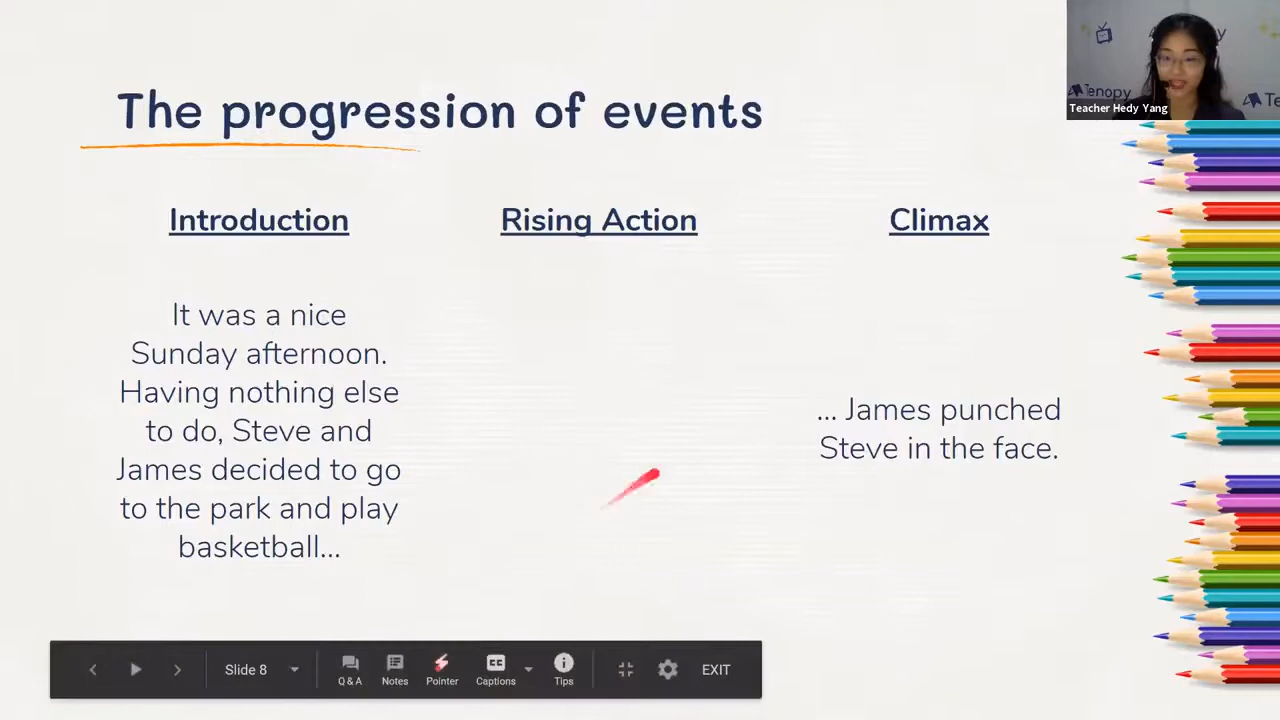 The progression of events
Introduction
It was a nice
Sunday afternoon.
Having nothing else
to do, Steve and
James decided to go
to the park and play
basketball...
Rising Action
Climax
... James punched
Steve in the face.
Tenopy
Teacher Hedy Yang
Slide 8
Q & A
Notes
Pointer
CC
Captions
Tips
EXIT